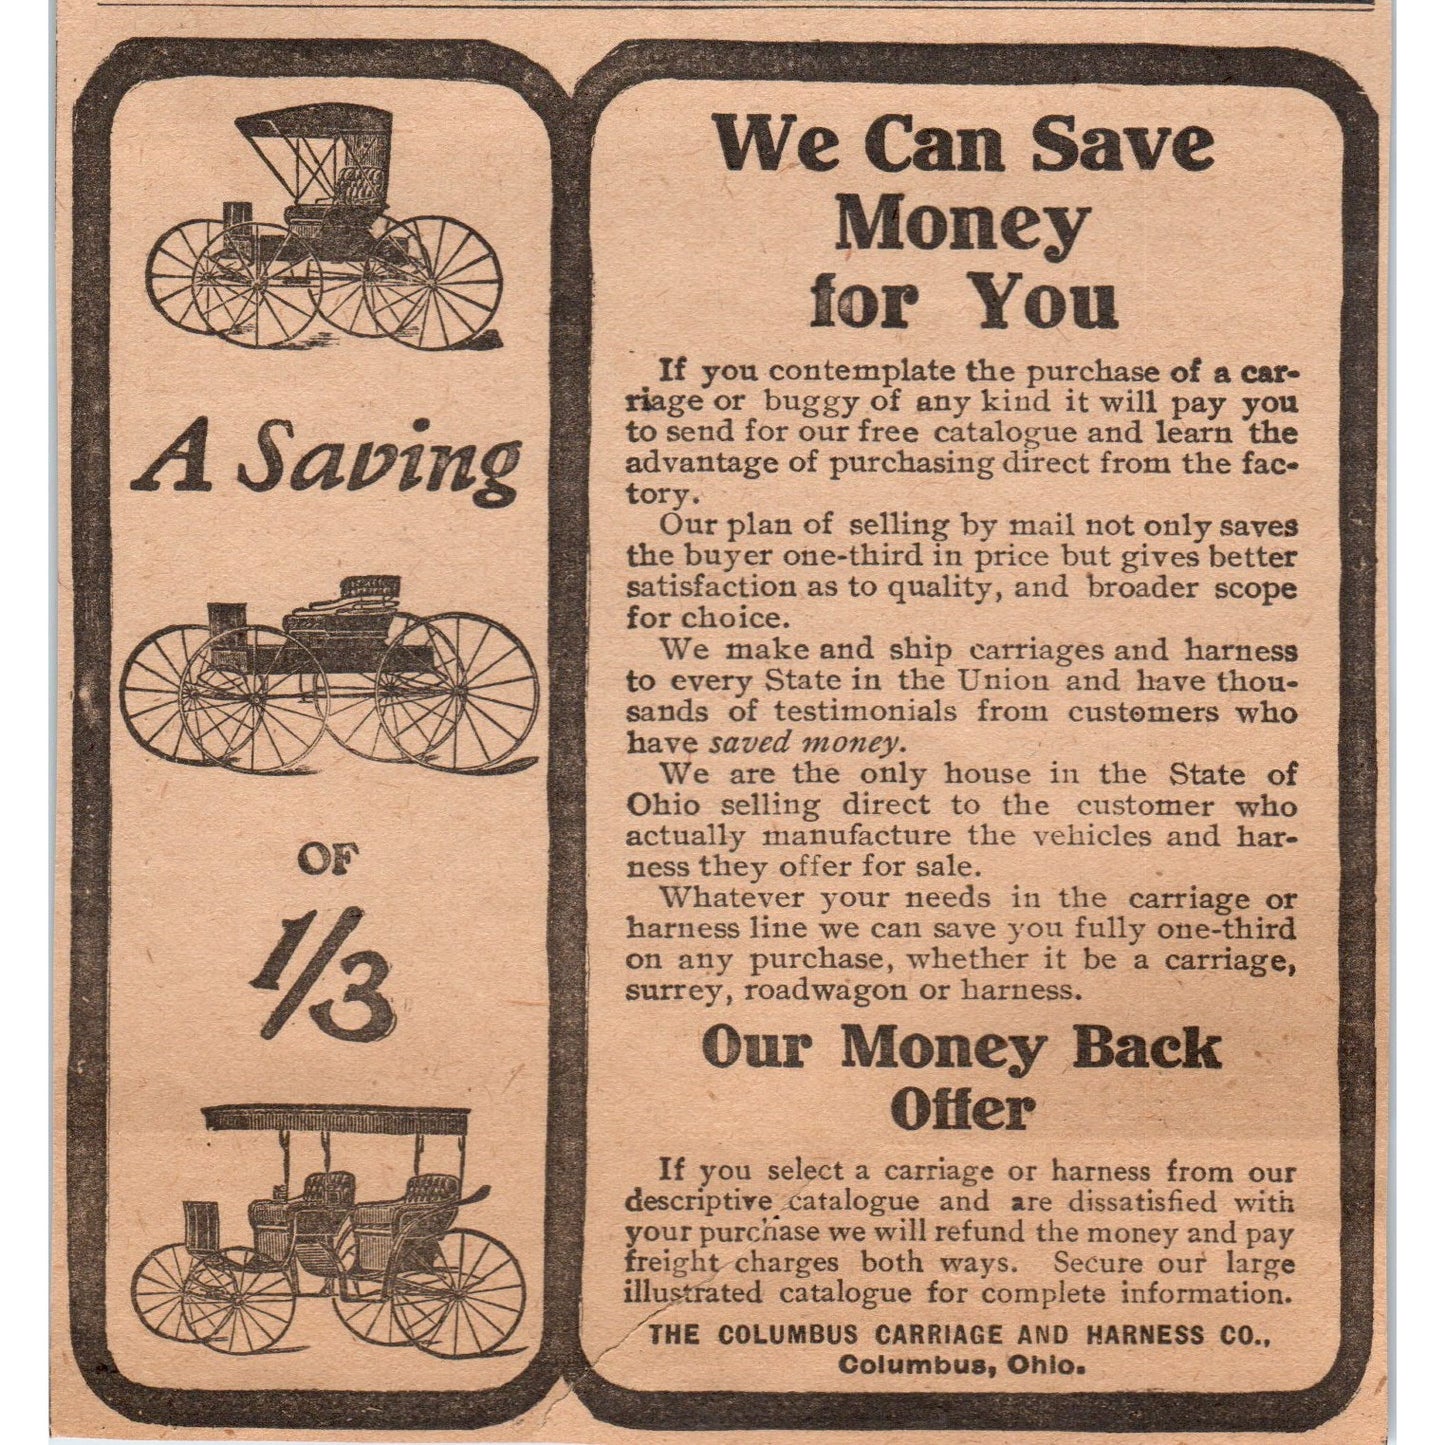 A Saving
OF
1/3
We Can Save
Money
for You
If you contemplate the purchase of a car-
riage or buggy of any kind it will pay you
to send for our free catalogue and learn the
advantage of purchasing direct from the fac-
tory.
Our plan of selling by mail not only saves
the buyer one-third in price but gives better
satisfaction as to quality, and broader scope
for choice.
We make and ship carriages and harness
to every State in the Union and have thou-
sands of testimonials from customers who
have saved money.
We are the only house in the State of
Ohio selling direct to the customer who
actually manufacture the vehicles and har-
ness they offer for sale.
Whatever your needs in the carriage or
harness line we can save you fully one-third
on any purchase, whether it be a carriage,
surrey, roadwagon or harness.
Our Money Back
Offer
If you select a carriage or harness from our
descriptive catalogue and are dissatisfied with
your purchase we will refund the money and pay
freight charges both ways. Secure our large
illustrated catalogue for complete information.
THE COLUMBUS CARRIAGE AND HARNESS CO.,
Columbus, Ohio.